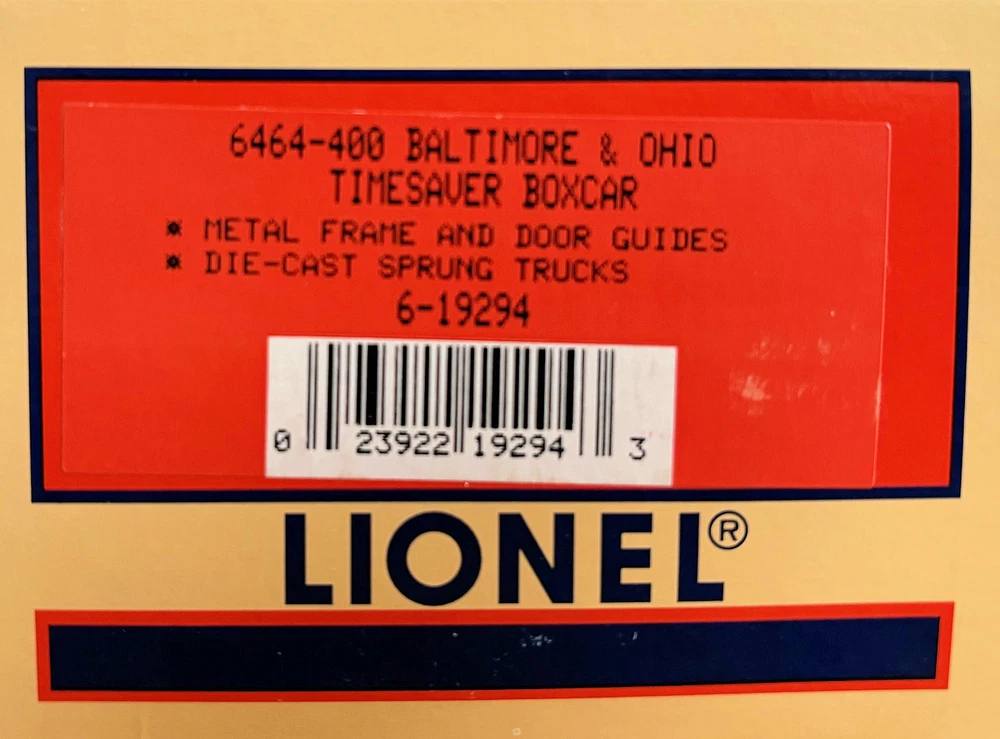 6464-400 BALTIMORE & OHIO
TIMESAVER BOXCAR
* METAL FRAME AND DOOR GUIDES
* DIE-CAST SPRUNG TRUCKS
6-19294
0 23922 19294 3
LIONEL®